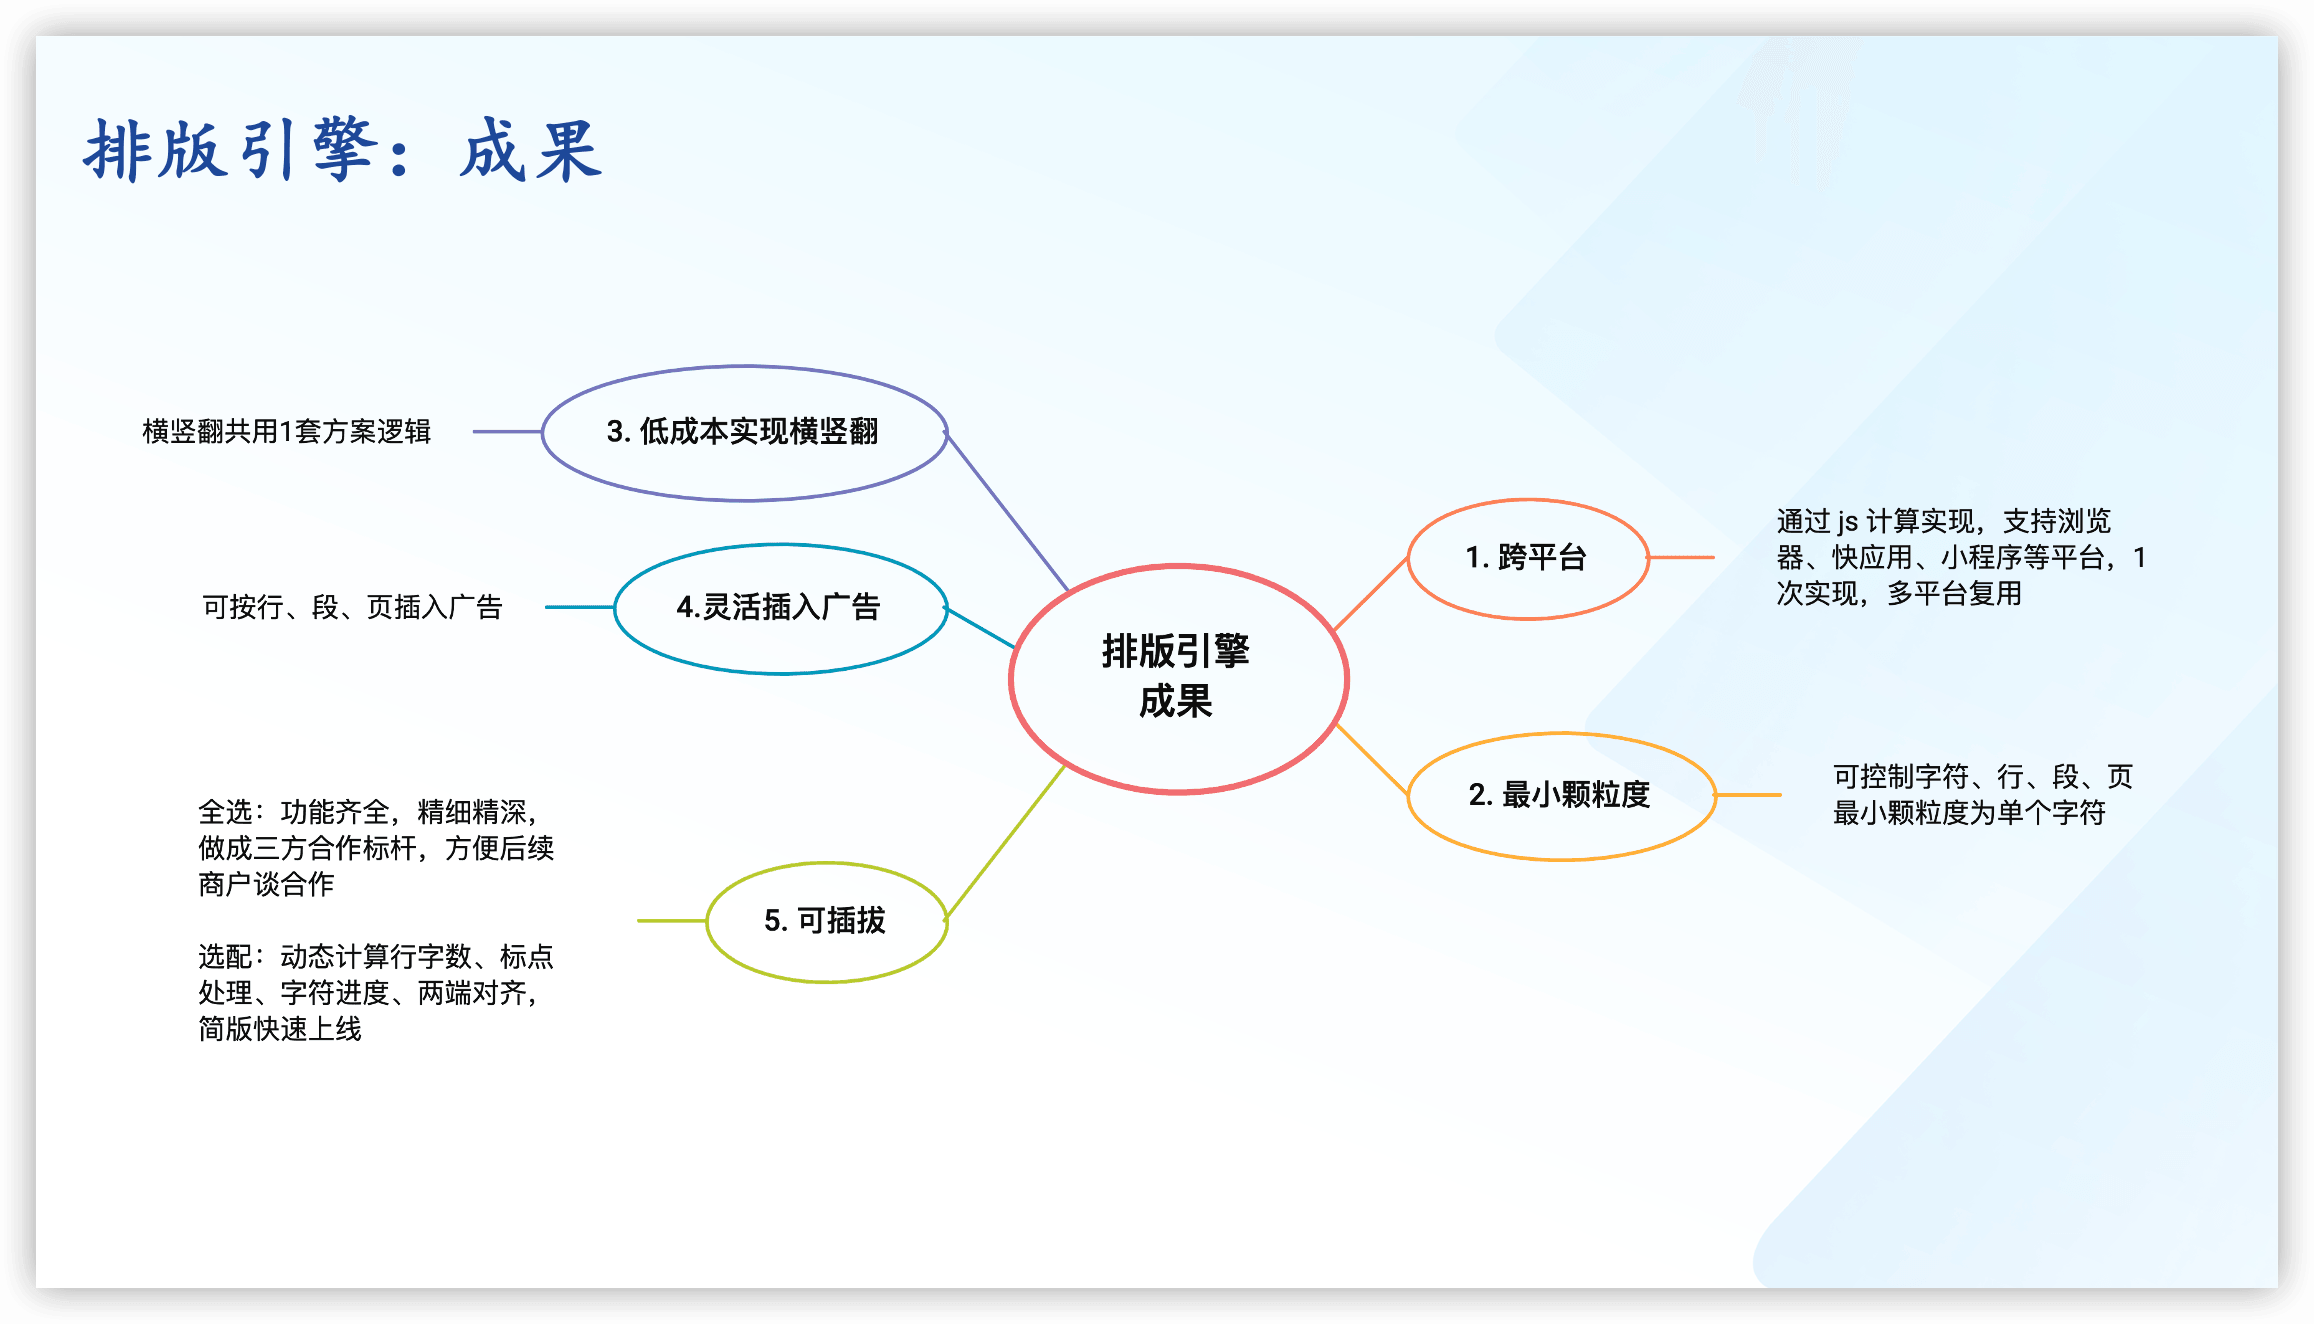 排版引擎：成果
排版引擎
成果
1. 跨平台
通过 js 计算实现，支持浏览
器、快应用、小程序等平台，1
次实现，多平台复用
2. 最小颗粒度
可控制字符、行、段、页
最小颗粒度为单个字符
3. 低成本实现横竖翻
横竖翻共用1套方案逻辑
4.灵活插入广告
可按行、段、页插入广告
5. 可插拔
全选：功能齐全，精细精深，
做成三方合作标杆，方便后续
商户谈合作
选配：动态计算行字数、标点
处理、字符进度、两端对齐，
简版快速上线